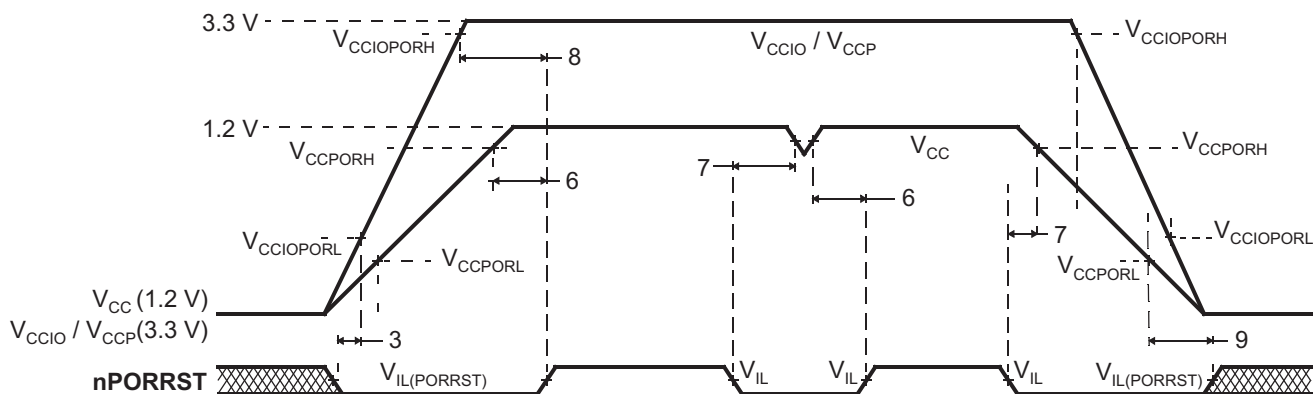 3.3 V
V_CCIOPORH
V_CCIO / V_CCP
V_CCIOPORH
8
1.2 V
V_CCPORH
V_CC
V_CCPORH
7
6
6
7
V_CCIOPORL
V_CCPORL
V_CCPORL
V_CCIOPORL
V_CC (1.2 V)
V_CCIO / V_CCP(3.3 V)
3
9
nPORRST
V_IL(PORRST)
V_IL
V_IL
V_IL
V_IL(PORRST)